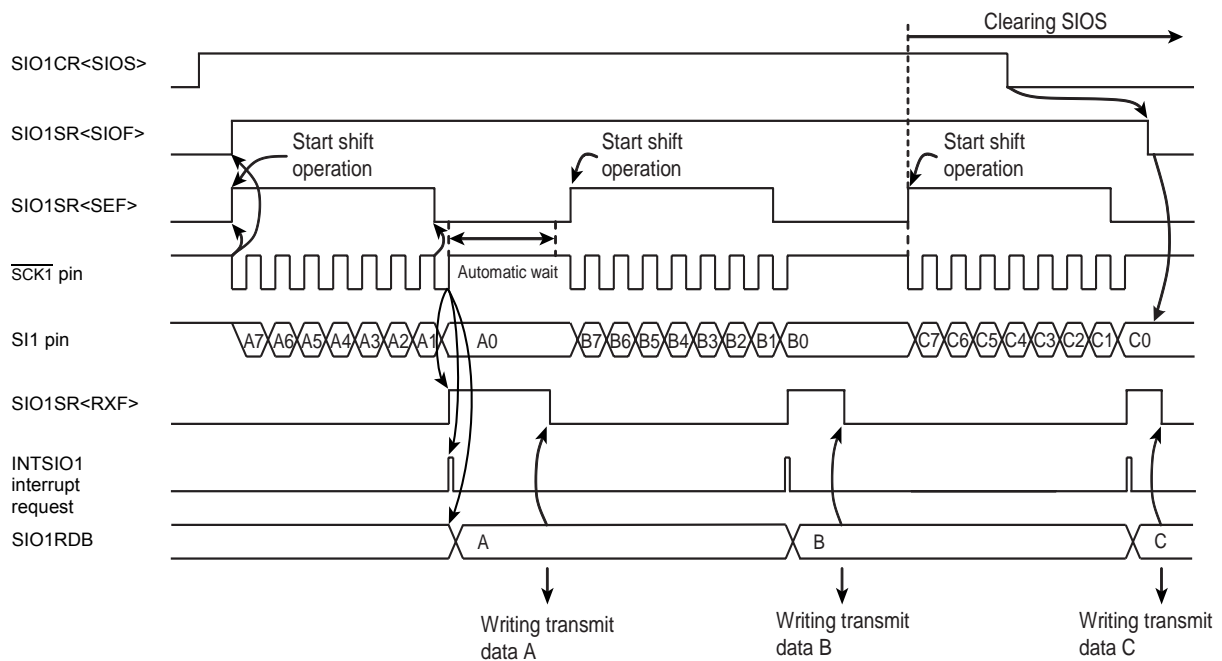 Clearing SIOS
SIO1CR<SIOS>
SIO1SR<SIOF>
Start shift
operation
Start shift
operation
Start shift
operation
SIO1SR<SEF>
SCK1 pin
Automatic wait
SI1 pin
A7 A6 A5 A4 A3 A2 A1 A0 B7 B6 B5 B4 B3 B2 B1 B0 C7 C6 C5 C4 C3 C2 C1 C0
SIO1SR<RXF>
INTSIO1
interrupt
request
SIO1RDB
A B C
Writing transmit
data A
Writing transmit
data B
Writing transmit
data C